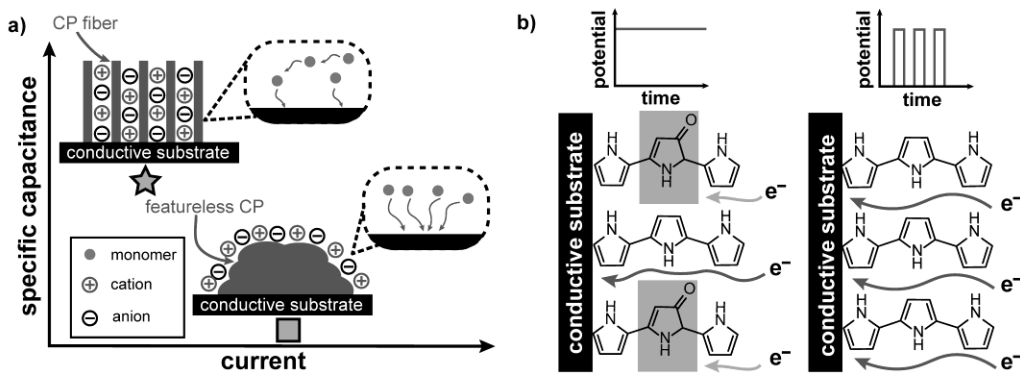 a)
CP fiber
conductive substrate
featureless CP
conductive substrate
monomer
cation
anion
specific capacitance
current
b)
potential
time
potential
time
conductive substrate
H
N
O
N
H
H
N
e⁻
H
N
N
H
H
N
e⁻
H
N
O
N
H
H
N
e⁻
conductive substrate
H
N
N
H
H
N
e⁻
H
N
N
H
H
N
e⁻
H
N
N
H
H
N
e⁻